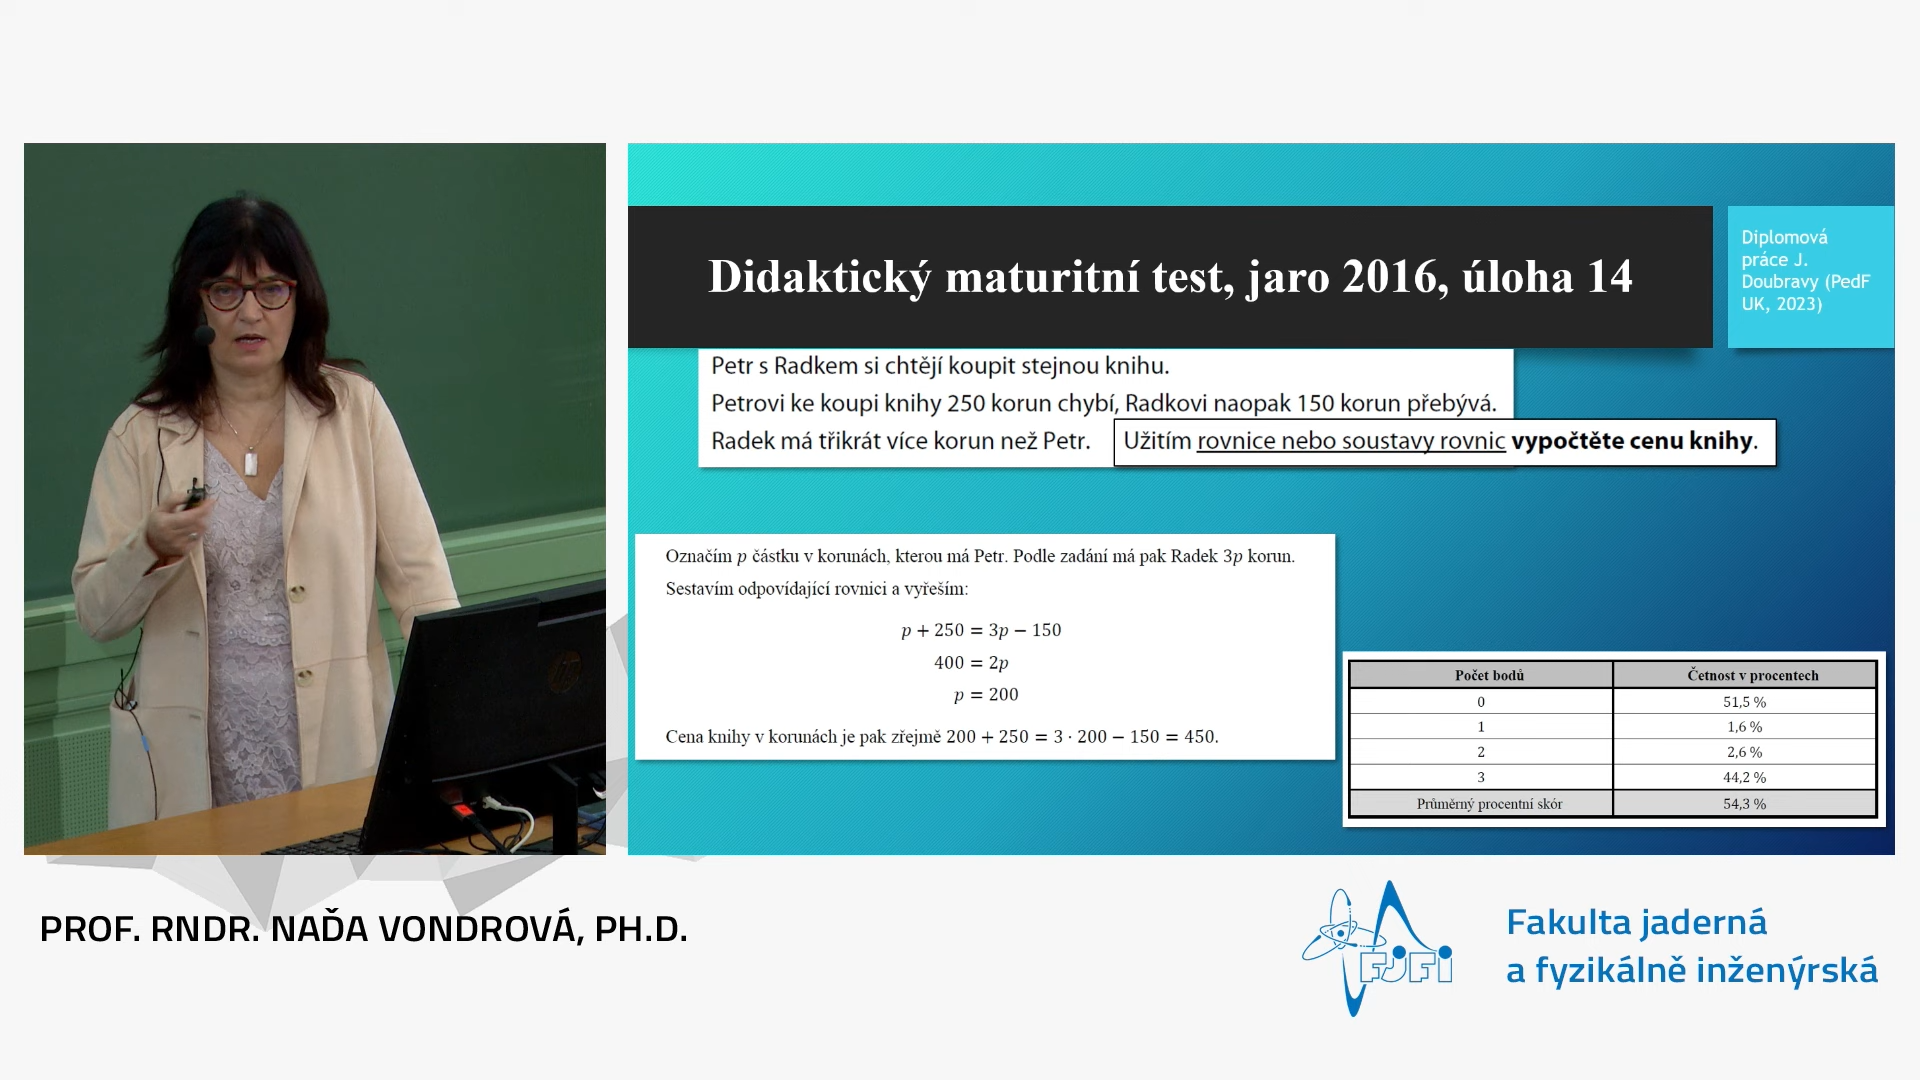 Didaktický maturitní test, jaro 2016, úloha 14
Diplomová
práce J.
Doubravy (PedF
UK, 2023)
Petr s Radkem si chtějí koupit stejnou knihu.
Petrovi ke koupi knihy 250 korun chybí, Radkovi naopak 150 korun přebývá.
Radek má třikrát více korun než Petr. Užitím rovnice nebo soustavy rovnic vypočtěte cenu knihy.
Označím p částku v korunách, kterou má Petr. Podle zadání má pak Radek 3p korun.
Sestavím odpovídající rovnici a vyřeším:
p + 250 = 3p − 150
400 = 2p
p = 200
Cena knihy v korunách je pak zřejmě 200 + 250 = 3 · 200 − 150 = 450.
Počet bodů Četnost v procentech
0 51,5 %
1 1,6 %
2 2,6 %
3 44,2 %
Průměrný procentní skór 54,3 %
PROF. RNDR. NAĎA VONDROVÁ, PH.D.
FJFI
Fakulta jaderná
a fyzikálně inženýrská